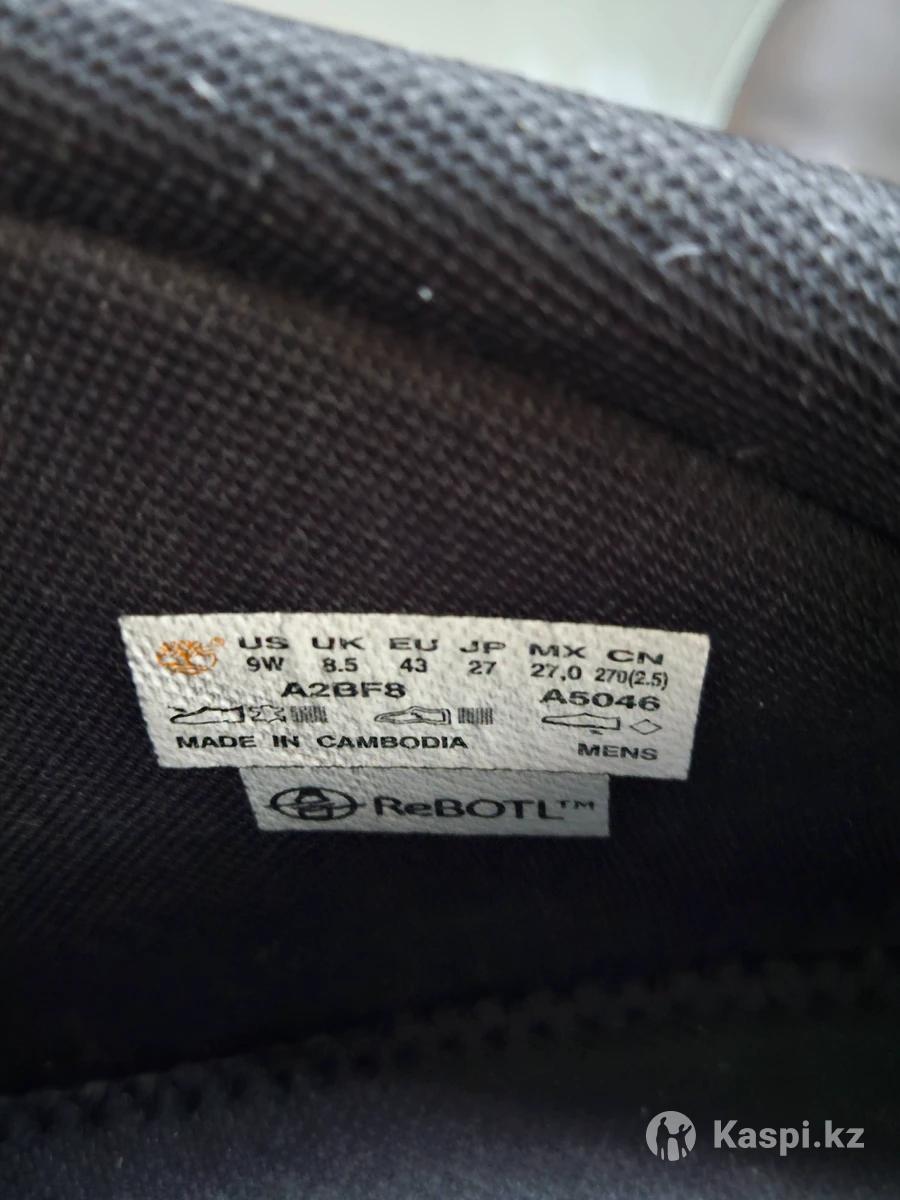 US UK EU JP MX CN
9W 8.5 43 27 27,0 270(2.5)
A2BF8 A5046
MADE IN CAMBODIA MENS
ReBOTL™
Kaspi.kz